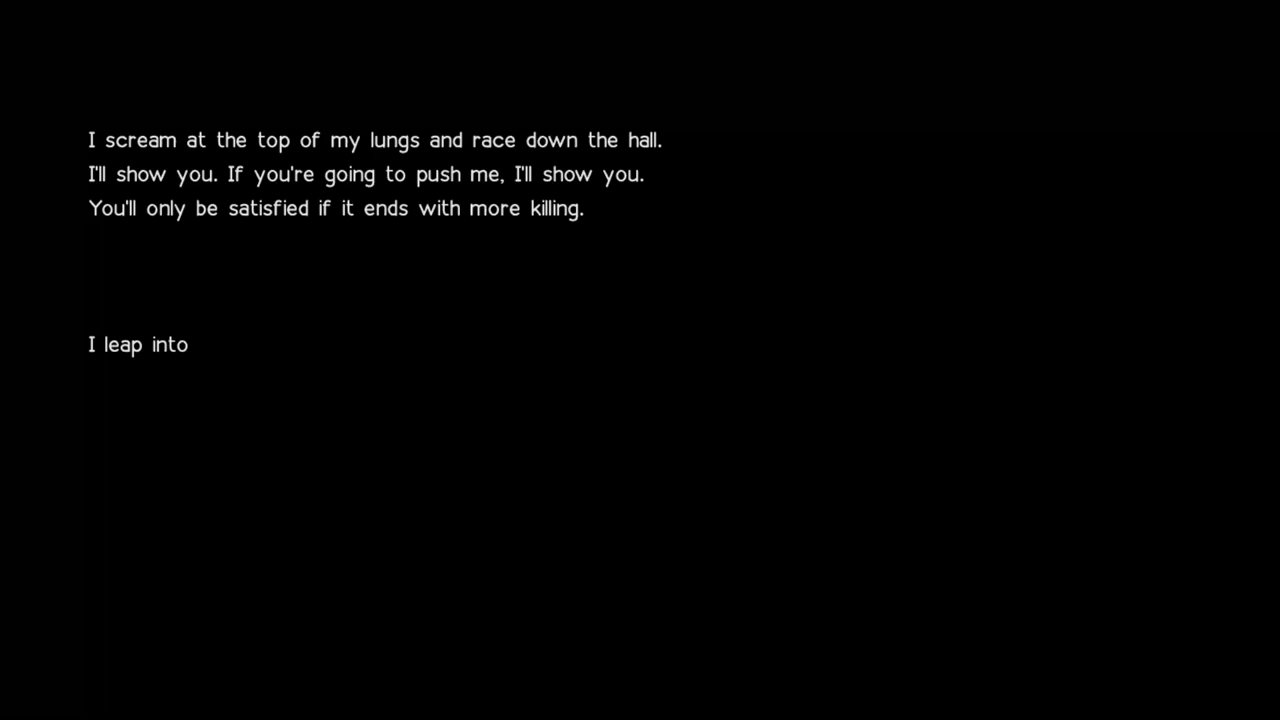 I scream at the top of my lungs and race down the hall.
I'll show you. If you're going to push me, I'll show you.
You'll only be satisfied if it ends with more killing.
I leap into